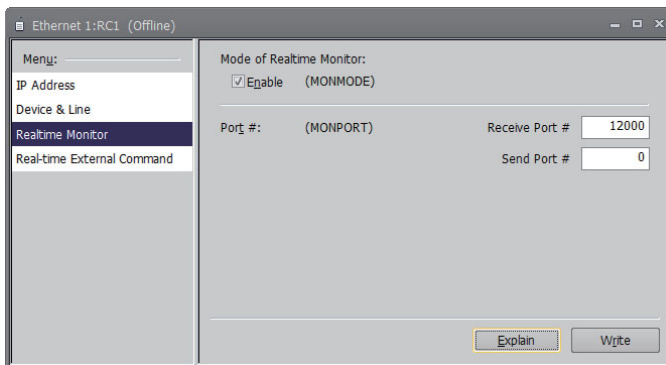 Ethernet 1:RC1 (Offline)
Menu:
IP Address
Device & Line
Realtime Monitor
Real-time External Command
Mode of Realtime Monitor:
Enable (MONMODE)
Port #: (MONPORT) Receive Port # 12000
Send Port # 0
Explain Write